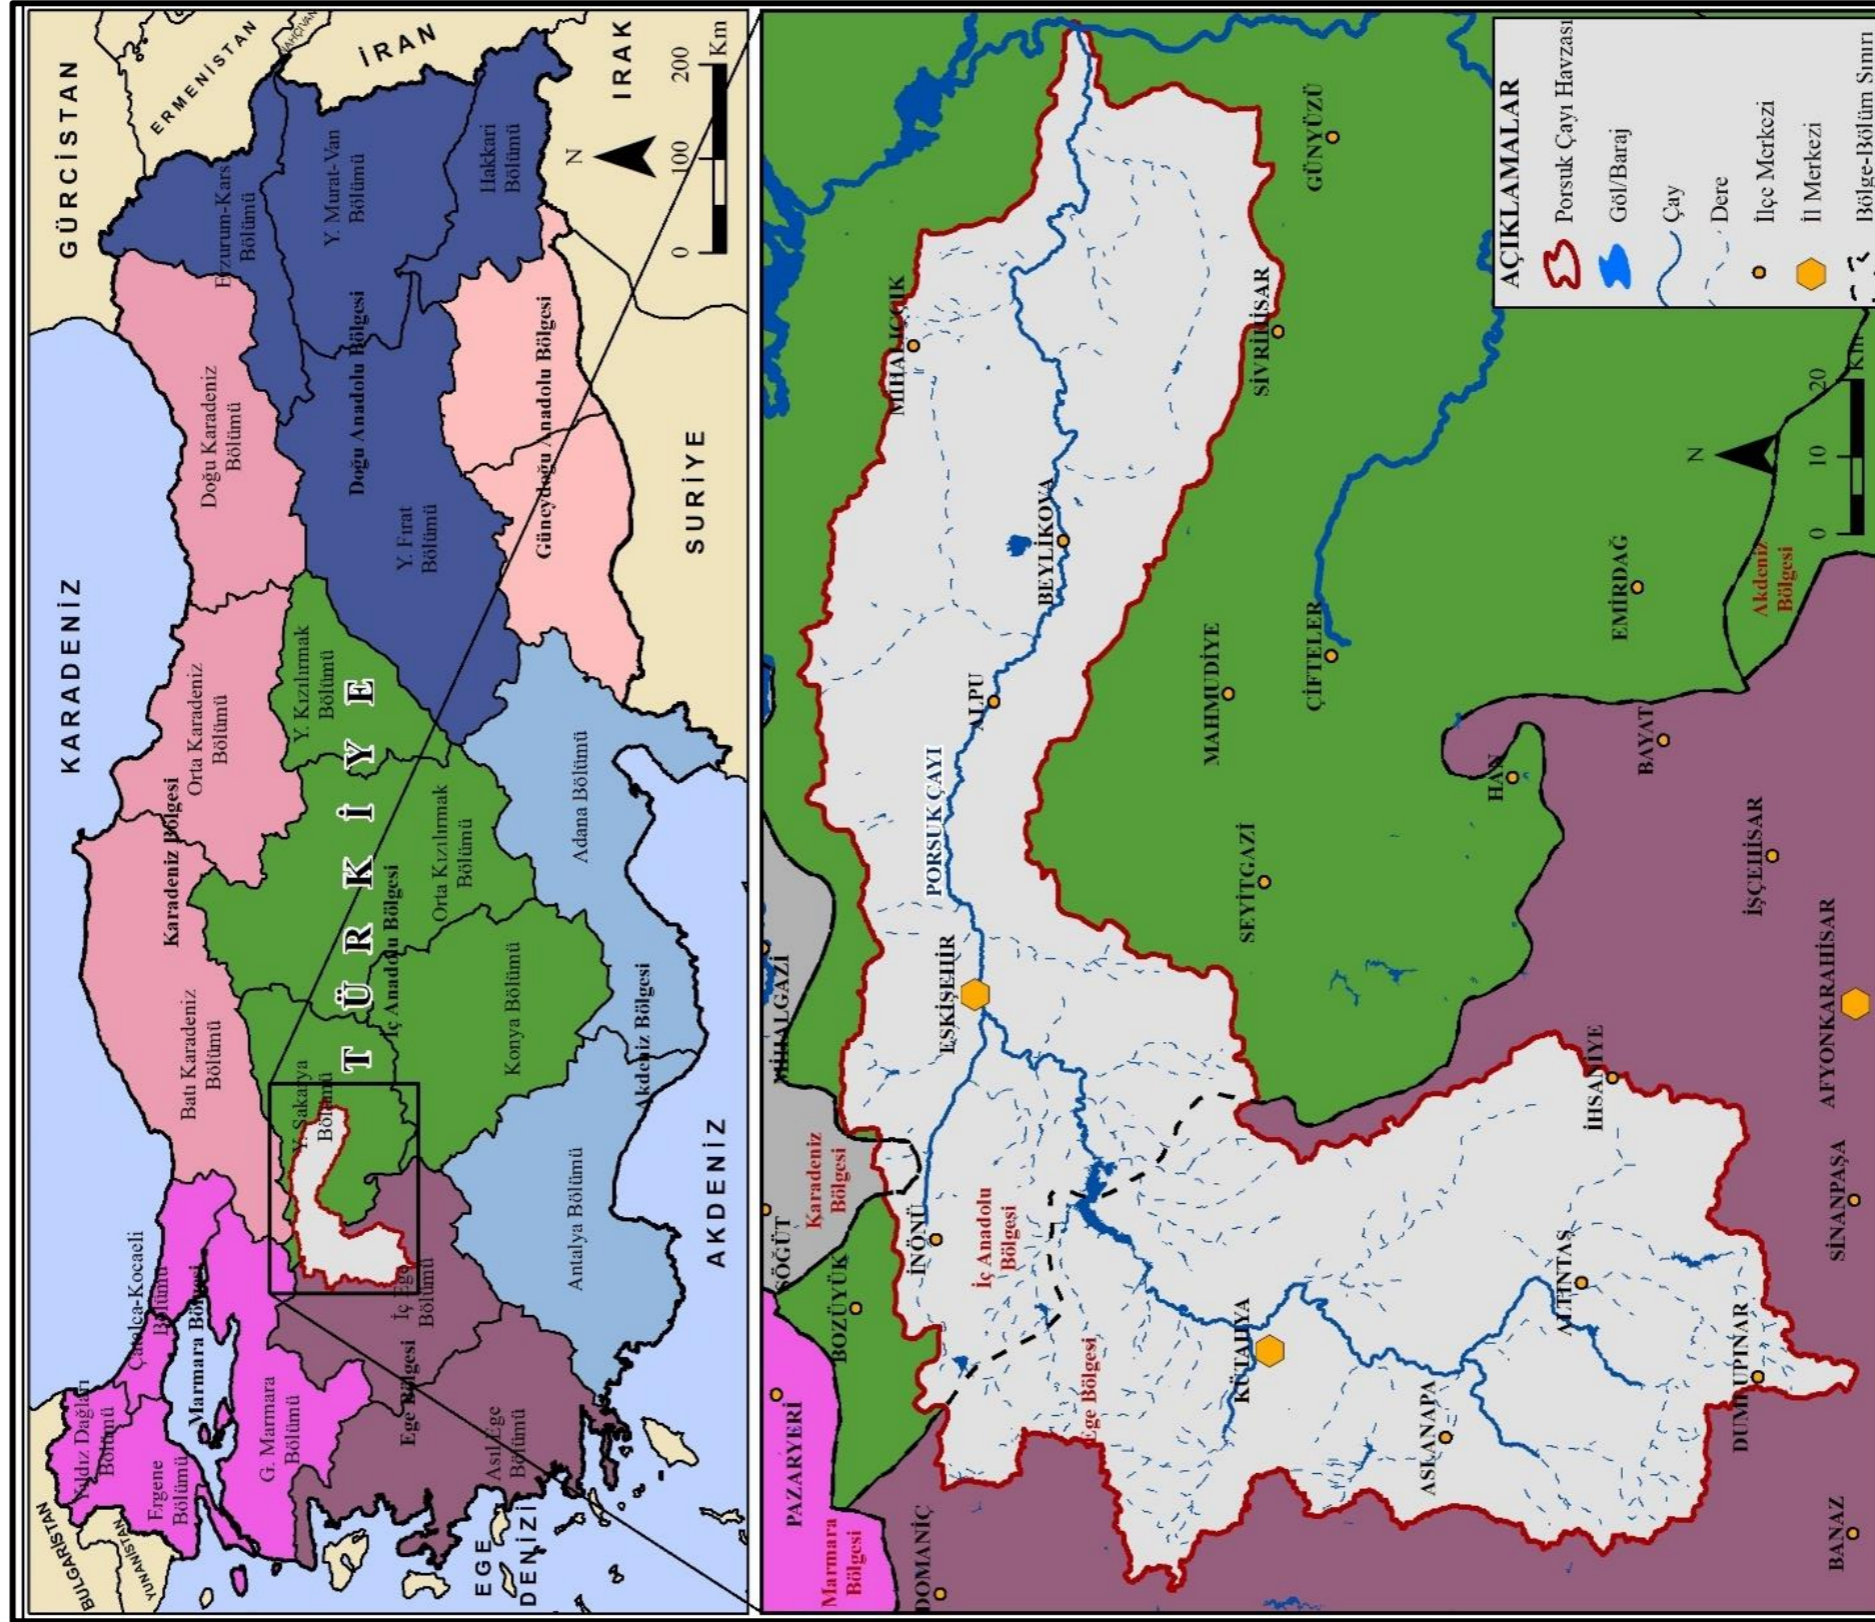 BULGARİSTAN
YUNANİSTAN
GÜRCİSTAN
ERMENİSTAN
NAHÇIVAN
İRAN
IRAK
SURİYE
KARADENİZ
AKDENİZ
EGE
DENİZİ
TÜRKİYE
Yıldız Dağları
Bölümü
Ergene
Bölümü
Çatalca-Kocaeli
Bölümü
Marmara Bölgesi
G. Marmara
Bölümü
Ege Bölgesi
Asıl Ege
Bölümü
İç Ege
Bölümü
Batı Karadeniz
Bölümü
Karadeniz Bölgesi
Orta Karadeniz
Bölümü
Doğu Karadeniz
Bölümü
Y. Sakarya
Bölümü
İç Anadolu Bölgesi
Konya Bölümü
Orta Kızılırmak
Bölümü
Y. Kızılırmak
Bölümü
Antalya Bölümü
Akdeniz Bölgesi
Adana Bölümü
Erzurum-Kars
Bölümü
Y. Murat-Van
Bölümü
Hakkari
Bölümü
Doğu Anadolu Bölgesi
Y. Fırat
Bölümü
Güneydoğu Anadolu Bölgesi
N
0 100 200
Km
PAZARYERİ
Marmara
Bölgesi
DOMANİÇ
SÖĞÜT
BOZÜYÜK
Karadeniz
Bölgesi
MİHALGAZİ
İNÖNÜ
İç Anadolu
Bölgesi
Ege Bölgesi
ESKİŞEHİR
PORSUK ÇAYI
ALPU
BEYLİKOVA
MİHALIÇÇIK
SİVRİHİSAR
GÜNYÜZÜ
MAHMUDİYE
ÇİFTELER
SEYİTGAZİ
HAN
EMİRDAĞ
BAYAT
Akdeniz
Bölgesi
İŞÇEHİSAR
AFYONKARAHİSAR
İHSANİYE
KÜTAHYA
ALTINTAŞ
ASLANAPA
DUMLUPINAR
SİNANPAŞA
BANAZ
N
0 10 20
Km
AÇIKLAMALAR
Porsuk Çayı Havzası
Göl/Baraj
Çay
Dere
İlçe Merkezi
İl Merkezi
Bölge-Bölüm Sınırı